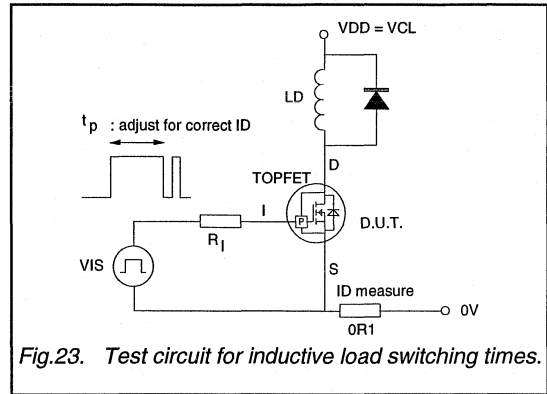 VDD = VCL
LD
tp : adjust for correct ID
D
TOPFET
I
P
D.U.T.
RI
VIS
S
ID measure
0V
0R1
Fig.23. Test circuit for inductive load switching times.